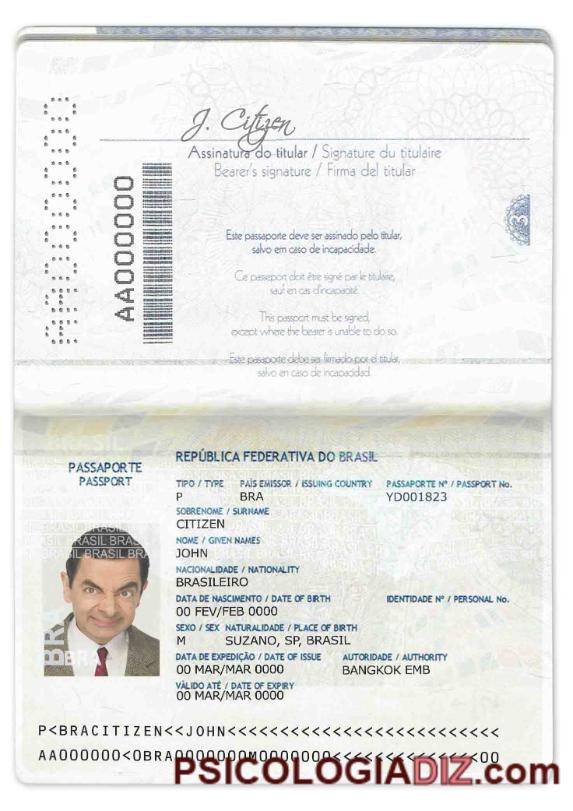 J. Citizen
Assinatura do titular / Signature du titulaire
Bearer's signature / Firma del titular
AA000000
AA000000
3
Este passaporte deve ser assinado pelo titular,
salvo em caso de incapacidade.
Ce passeport doit être signé par le titulaire,
sauf en cas d'incapacité.
This passport must be signed,
except where the bearer is unable to do so.
Este pasaporte debe ser firmado por el titular,
salvo en caso de incapacidad.
BRASIL
PASSAPORTE
PASSPORT
REPÚBLICA FEDERATIVA DO BRASIL
TIPO / TYPE PAÍS EMISSOR / ISSUING COUNTRY PASSAPORTE Nº / PASSPORT No.
P BRA YD001823
SOBRENOME / SURNAME
CITIZEN
NOME / GIVEN NAMES
JOHN
NACIONALIDADE / NATIONALITY
BRASILEIRO
DATA DE NASCIMENTO / DATE OF BIRTH IDENTIDADE Nº / PERSONAL No.
00 FEV/FEB 0000
SEXO / SEX NATURALIDADE / PLACE OF BIRTH
M SUZANO, SP, BRASIL
DATA DE EXPEDIÇÃO / DATE OF ISSUE AUTORIDADE / AUTHORITY
00 MAR/MAR 0000 BANGKOK EMB
VÁLIDO ATÉ / DATE OF EXPIRY
00 MAR/MAR 0000
BRASIL BRASIL BRA
BRA
BRA
P<BRACITIZEN<<JOHN<<<<<<<<<<<<<<<<<<<<<<<<<<
AA000000<0BRA0000000M0000000<<<<<<<<<<<<<<00
PSICOLOGIADIZ.com